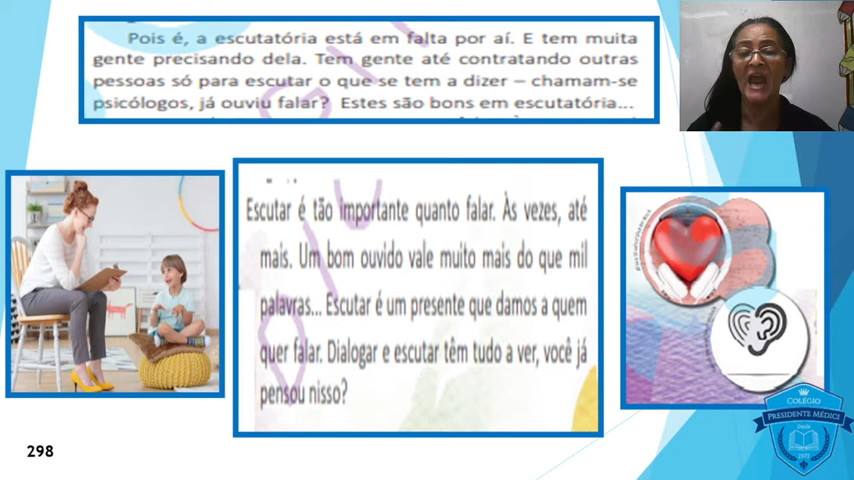 Pois é, a escutatória está em falta por aí. E tem muita
gente precisando dela. Tem gente até contratando outras
pessoas só para escutar o que se tem a dizer – chamam-se
psicólogos, já ouviu falar? Estes são bons em escutatória...
Escutar é tão importante quanto falar. Às vezes, até
mais. Um bom ouvido vale muito mais do que mil
palavras... Escutar é um presente que damos a quem
quer falar. Dialogar e escutar têm tudo a ver, você já
pensou nisso?
298
COLÉGIO
PRESIDENTE MÉDICI
Desde